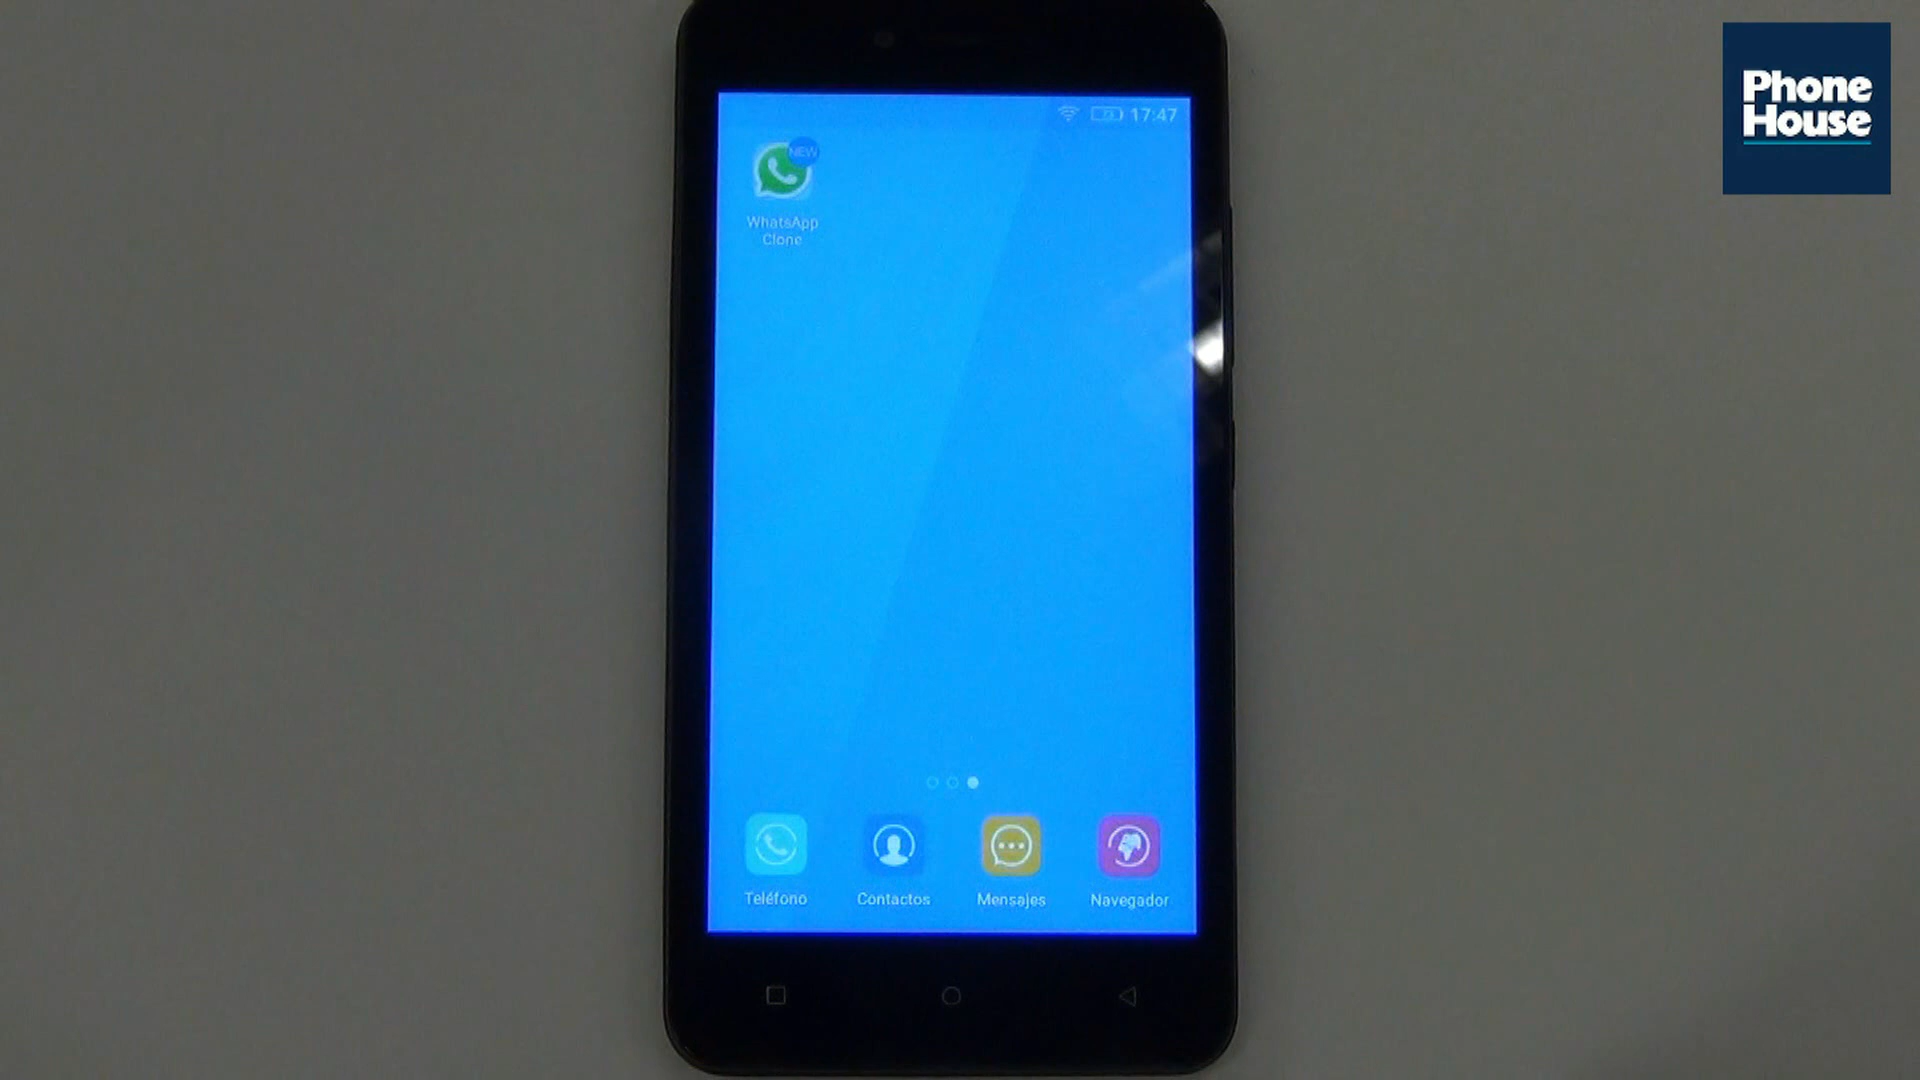 Phone
House
17:47
NEW
WhatsApp
Clone
Teléfono
Contactos
Mensajes
Navegador